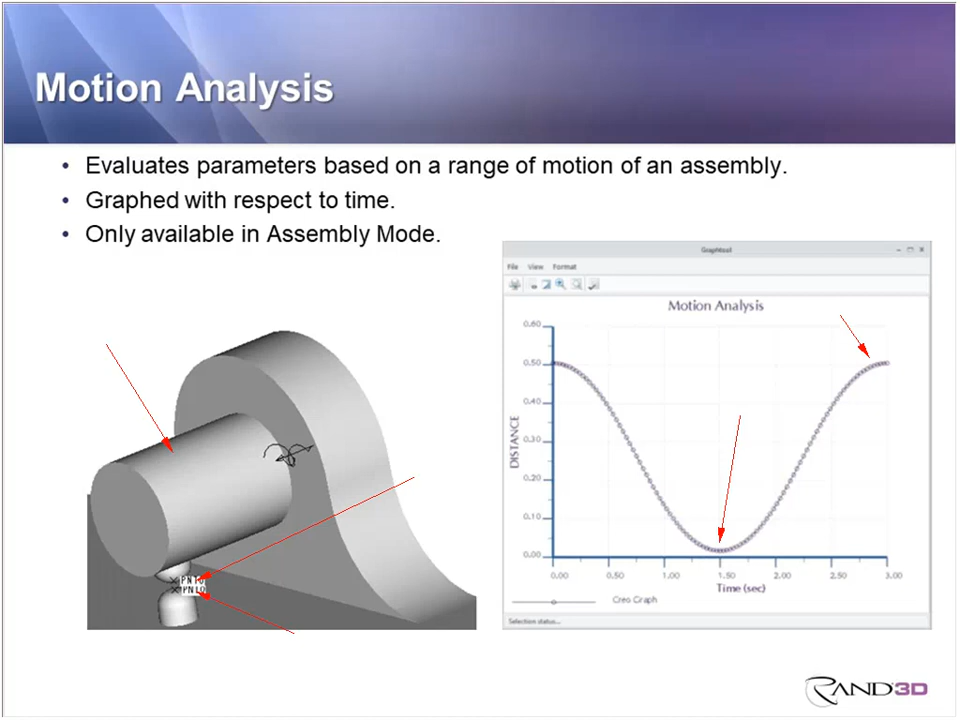 Motion Analysis
• Evaluates parameters based on a range of motion of an assembly.
• Graphed with respect to time.
• Only available in Assembly Mode.
Graphtool
File View Format
Motion Analysis
0.60
0.50
0.40
0.30
0.20
0.10
0.00
DISTANCE
0.00 0.50 1.00 1.50 2.00 2.50 3.00
Time (sec)
Creo Graph
Selection status...
RAND 3D